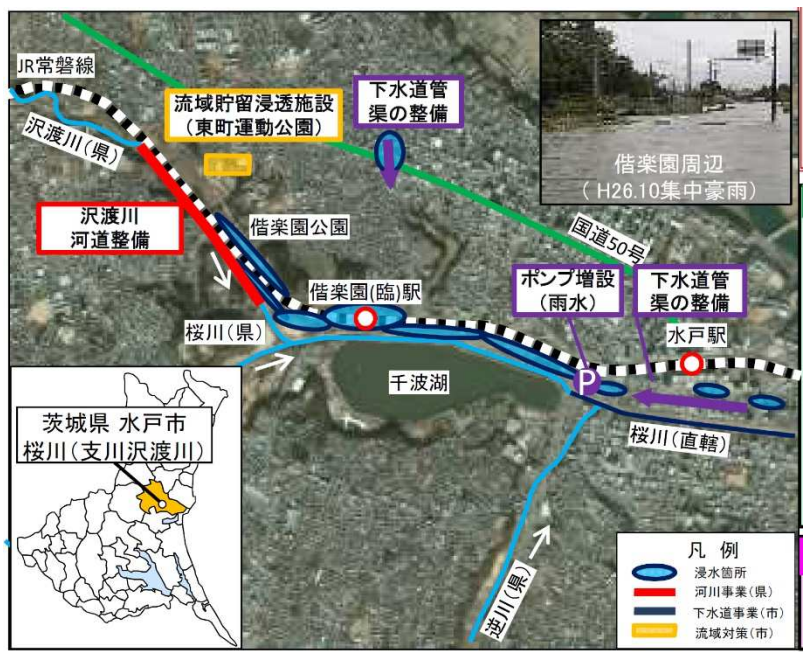 JR常磐線
沢渡川(県)
流域貯留浸透施設
(東町運動公園)
下水道管
渠の整備
偕楽園周辺
( H26.10集中豪雨)
沢渡川
河道整備
偕楽園公園
国道50号
偕楽園(臨)駅
ポンプ増設
(雨水)
下水道管
渠の整備
桜川(県)
水戸駅
千波湖
P
桜川(直轄)
茨城県 水戸市
桜川(支川沢渡川)
逆川(県)
凡 例
浸水箇所
河川事業(県)
下水道事業(市)
流域対策(市)